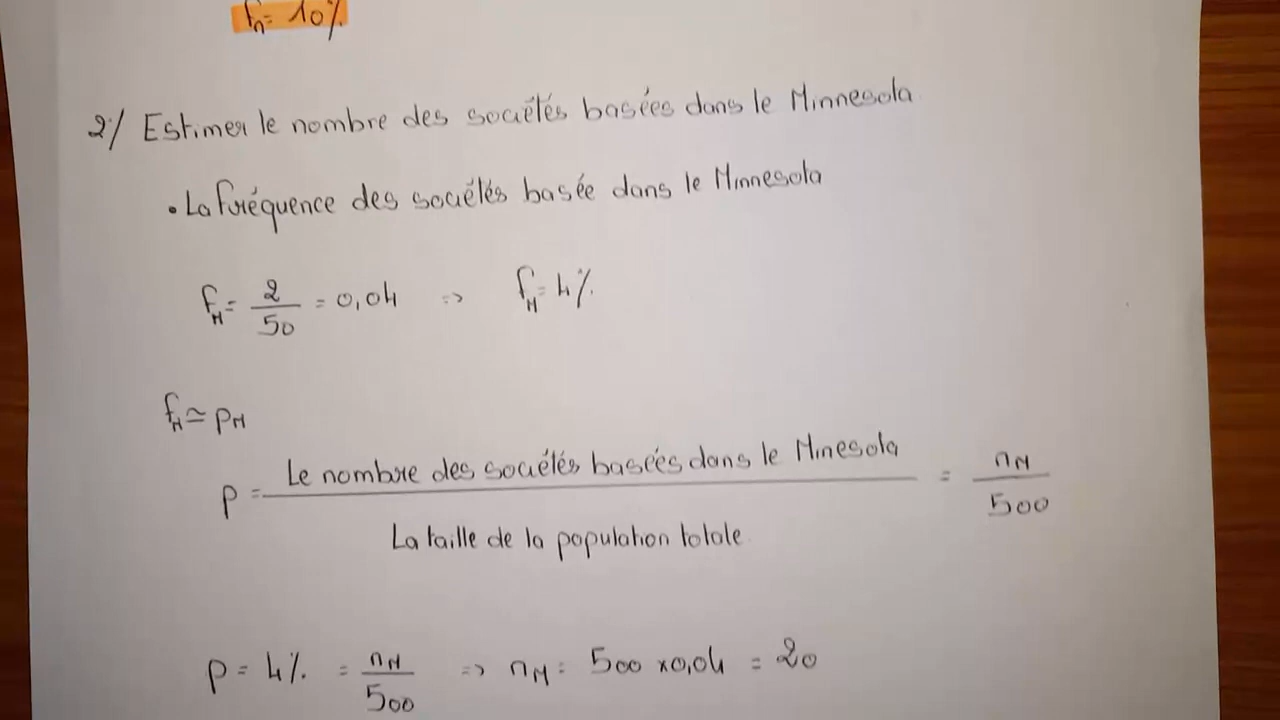 fn = 10%
2°/ Estimer le nombre des sociétés basées dans le Minnesota
• La fréquence des sociétés basée dans le Minnesota
fM = 2/50 = 0,04 => fM = 4%
fM ≃ PM
P = Le nombre des sociétés basées dans le Minesota / La taille de la population totale = nM/500
P = 4% = nM/500 => nM = 500 x0,04 = 20